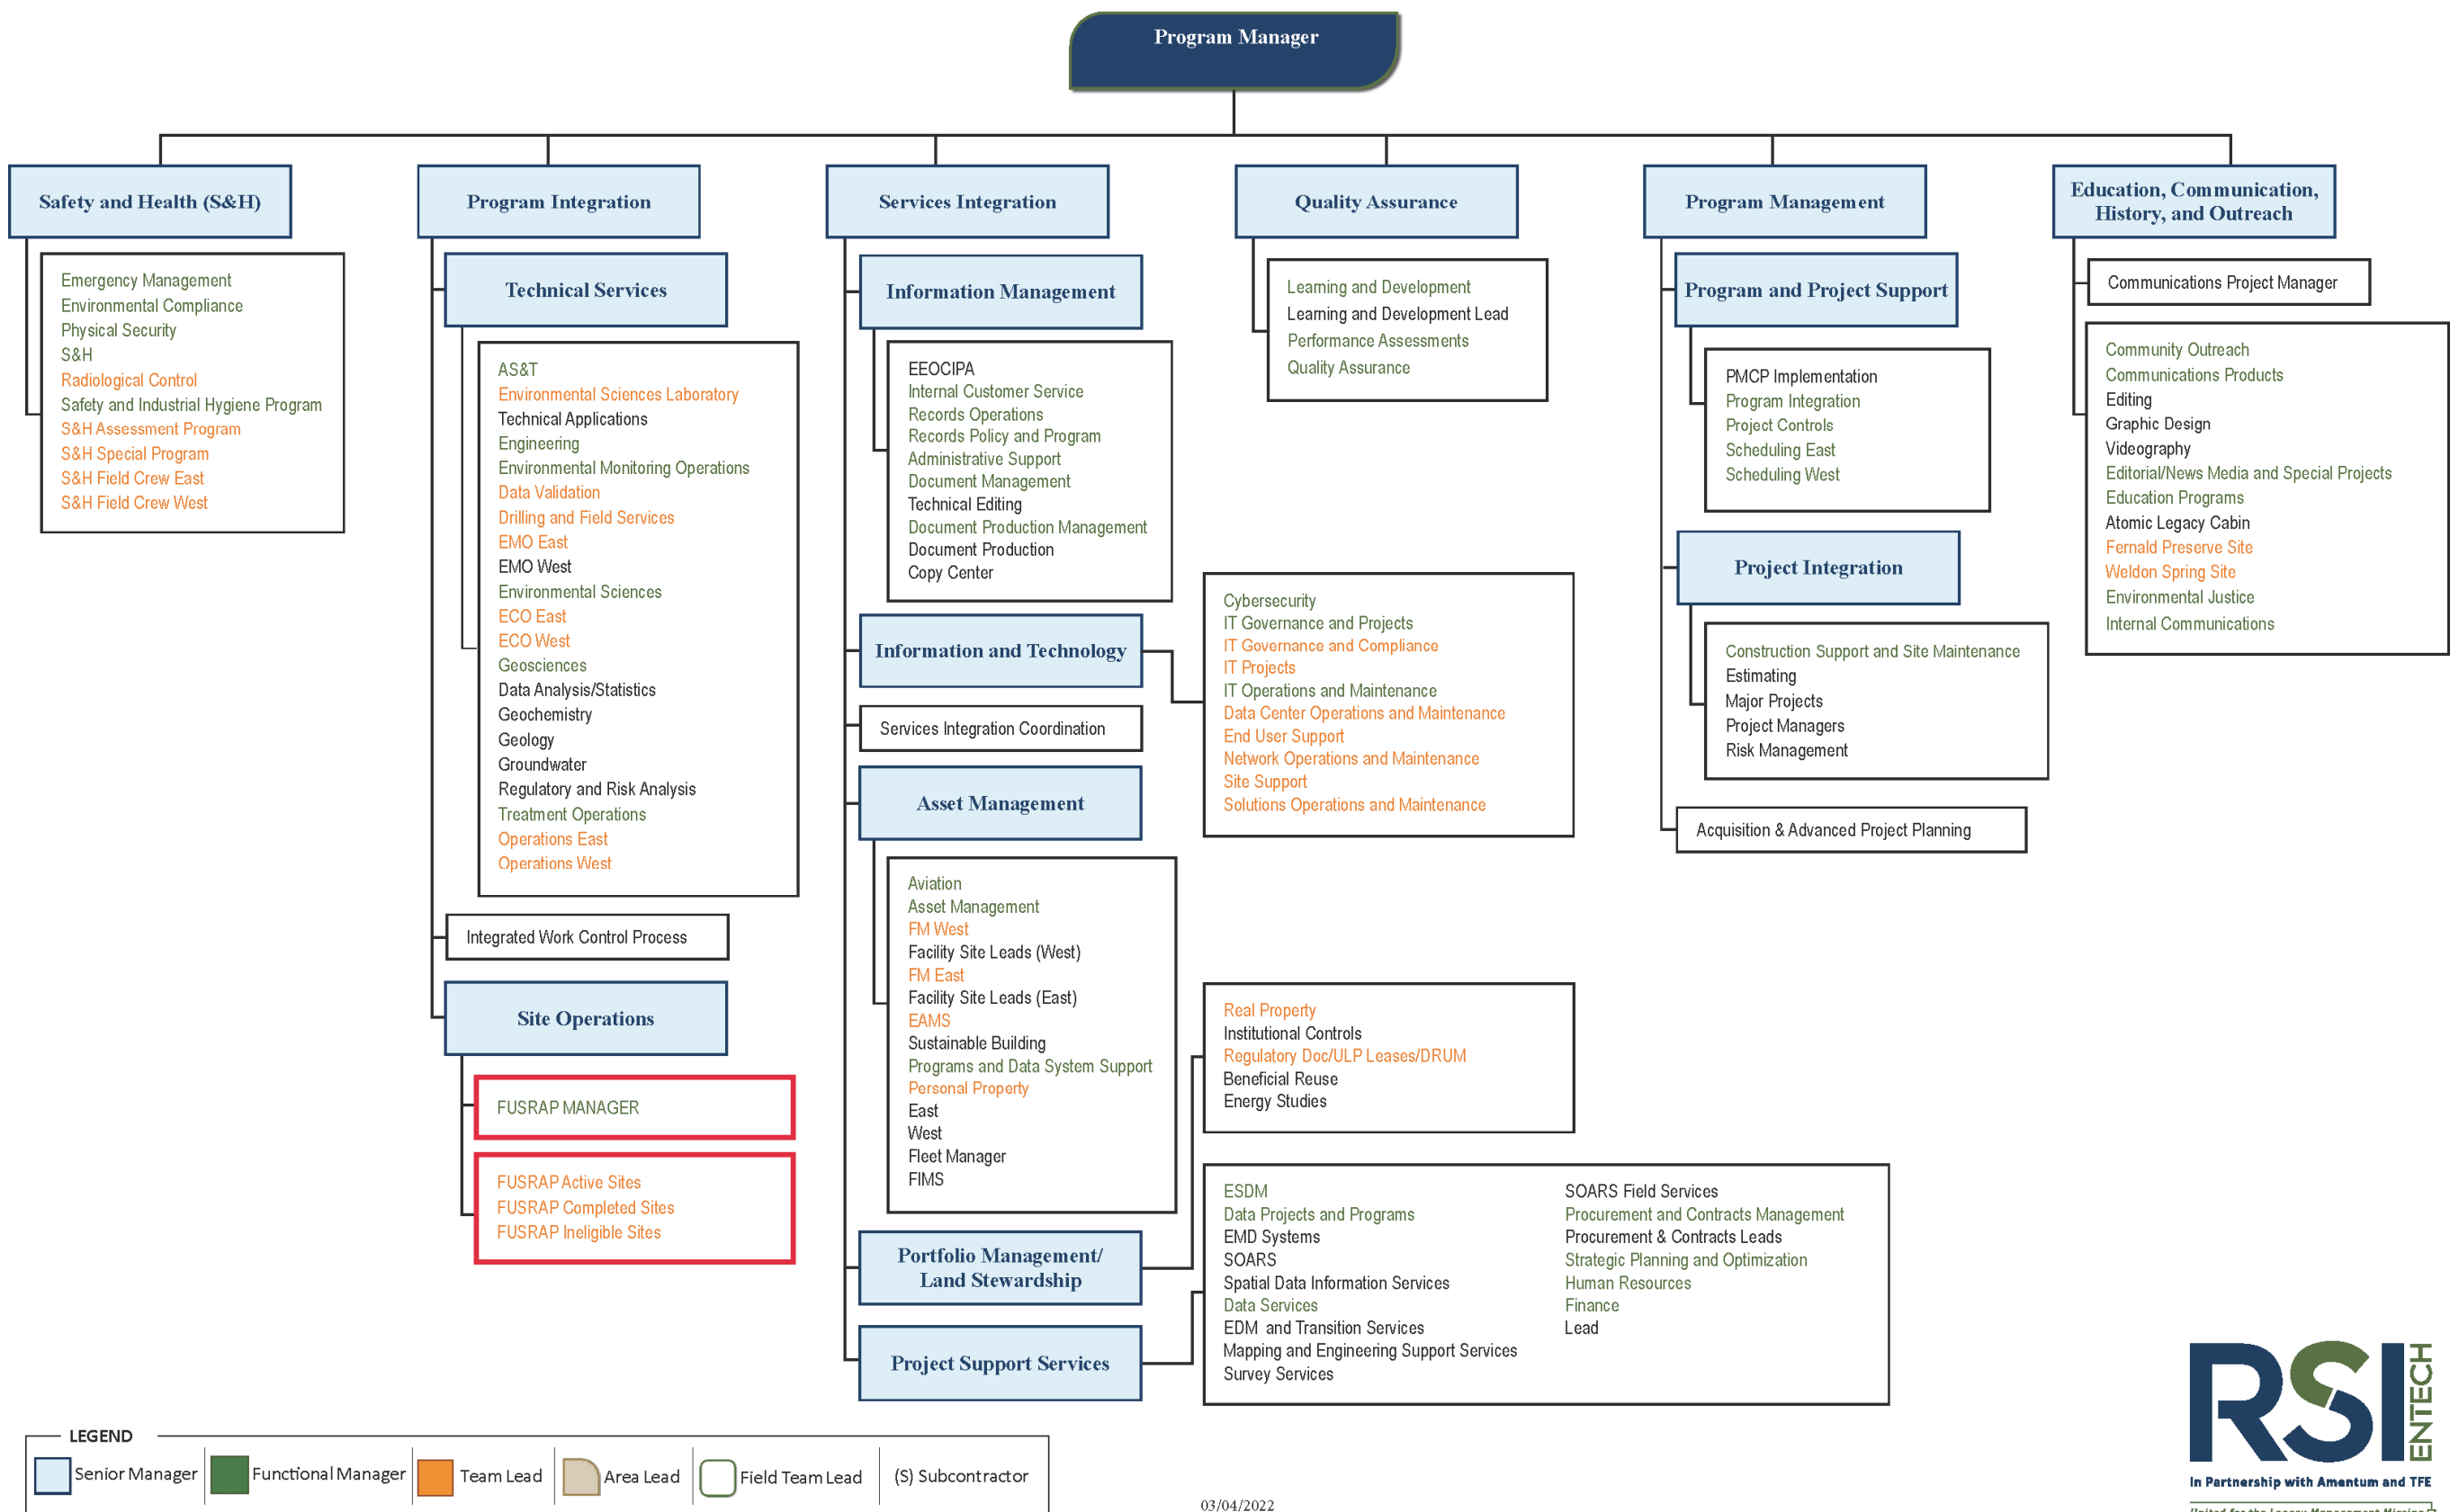 Program Manager
Safety and Health (S&H)
Emergency Management
Environmental Compliance
Physical Security
S&H
Radiological Control
Safety and Industrial Hygiene Program
S&H Assessment Program
S&H Special Program
S&H Field Crew East
S&H Field Crew West
Program Integration
Technical Services
AS&T
Environmental Sciences Laboratory
Technical Applications
Engineering
Environmental Monitoring Operations
Data Validation
Drilling and Field Services
EMO East
EMO West
Environmental Sciences
ECO East
ECO West
Geosciences
Data Analysis/Statistics
Geochemistry
Geology
Groundwater
Regulatory and Risk Analysis
Treatment Operations
Operations East
Operations West
Integrated Work Control Process
Site Operations
FUSRAP MANAGER
FUSRAP Active Sites
FUSRAP Completed Sites
FUSRAP Ineligible Sites
Services Integration
Information Management
EEOCIPA
Internal Customer Service
Records Operations
Records Policy and Program
Administrative Support
Document Management
Technical Editing
Document Production Management
Document Production
Copy Center
Information and Technology
Cybersecurity
IT Governance and Projects
IT Governance and Compliance
IT Projects
IT Operations and Maintenance
Data Center Operations and Maintenance
End User Support
Network Operations and Maintenance
Site Support
Solutions Operations and Maintenance
Services Integration Coordination
Asset Management
Aviation
Asset Management
FM West
Facility Site Leads (West)
FM East
Facility Site Leads (East)
EAMS
Sustainable Building
Programs and Data System Support
Personal Property
East
West
Fleet Manager
FIMS
Portfolio Management/
Land Stewardship
Real Property
Institutional Controls
Regulatory Doc/ULP Leases/DRUM
Beneficial Reuse
Energy Studies
Project Support Services
ESDM
Data Projects and Programs
EMD Systems
SOARS
Spatial Data Information Services
Data Services
EDM and Transition Services
Mapping and Engineering Support Services
Survey Services
SOARS Field Services
Procurement and Contracts Management
Procurement & Contracts Leads
Strategic Planning and Optimization
Human Resources
Finance
Lead
Quality Assurance
Learning and Development
Learning and Development Lead
Performance Assessments
Quality Assurance
Program Management
Program and Project Support
PMCP Implementation
Program Integration
Project Controls
Scheduling East
Scheduling West
Project Integration
Construction Support and Site Maintenance
Estimating
Major Projects
Project Managers
Risk Management
Acquisition & Advanced Project Planning
Education, Communication,
History, and Outreach
Communications Project Manager
Community Outreach
Communications Products
Editing
Graphic Design
Videography
Editorial/News Media and Special Projects
Education Programs
Atomic Legacy Cabin
Fernald Preserve Site
Weldon Spring Site
Environmental Justice
Internal Communications
LEGEND
Senior Manager
Functional Manager
Team Lead
Area Lead
Field Team Lead
(S) Subcontractor
03/04/2022
RSI
ENTECH
In Partnership with Amentum and TFE
United for the Legacy Management Mission